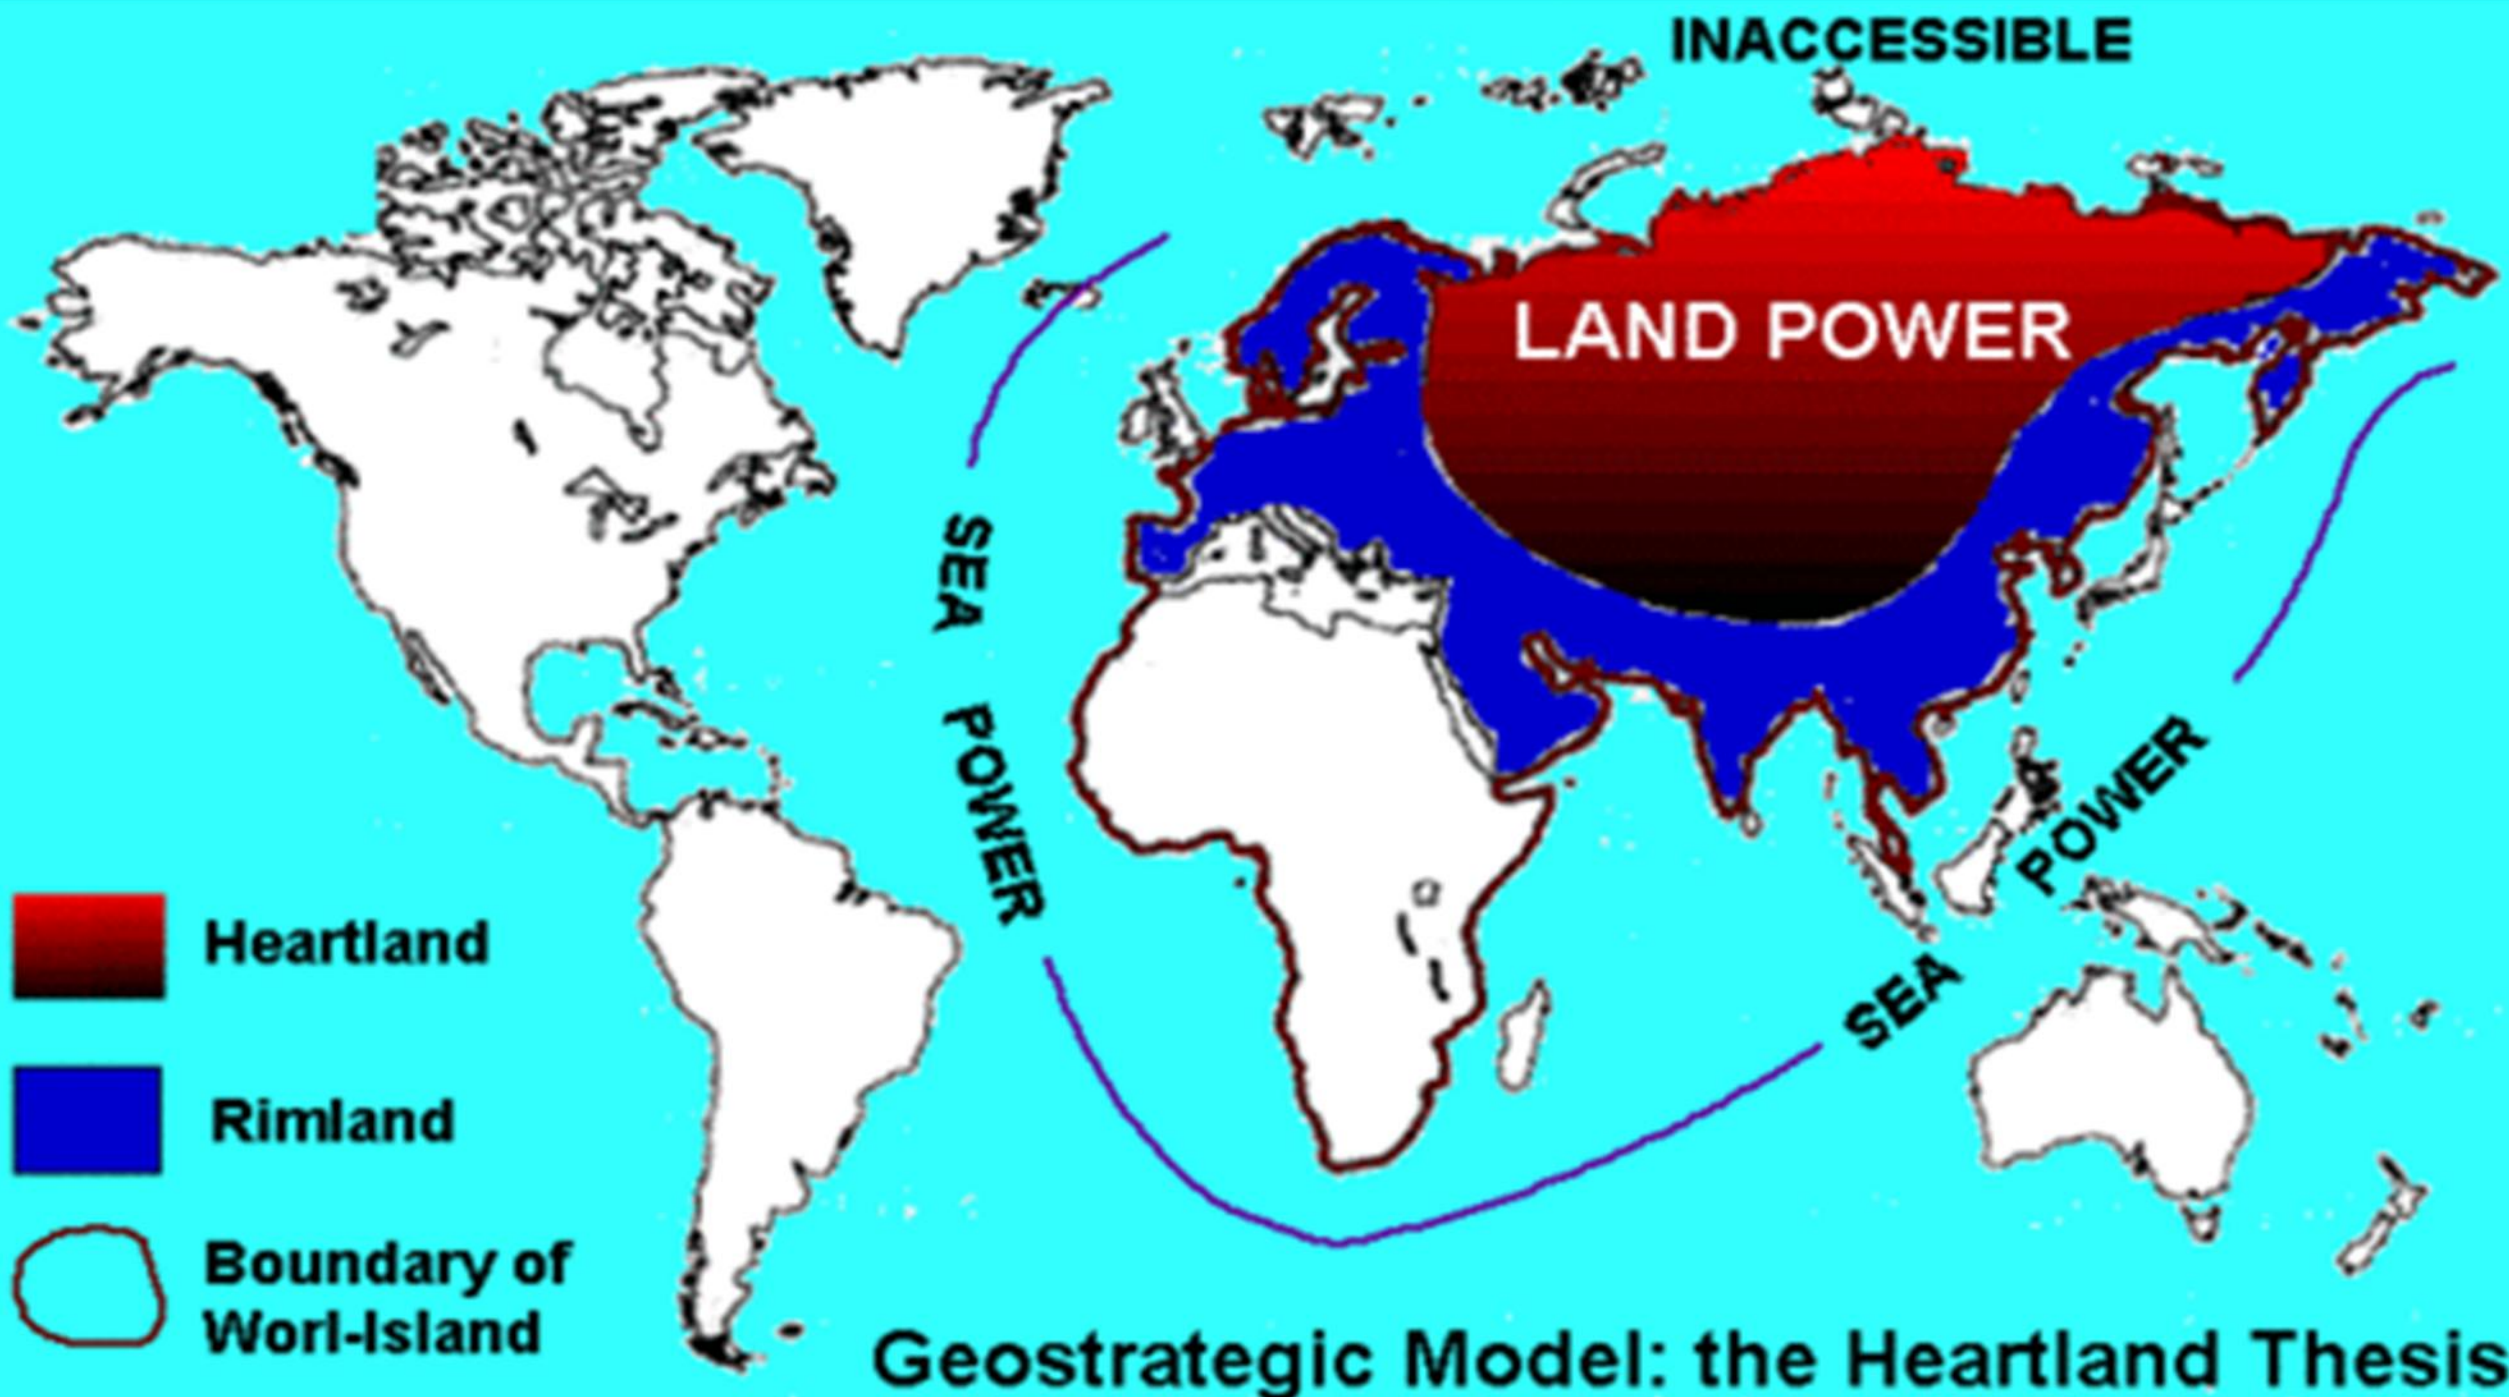 INACCESSIBLE
LAND POWER
SEA POWER
SEA POWER
Heartland
Rimland
Boundary of
Worl-Island
Geostrategic Model: the Heartland Thesis